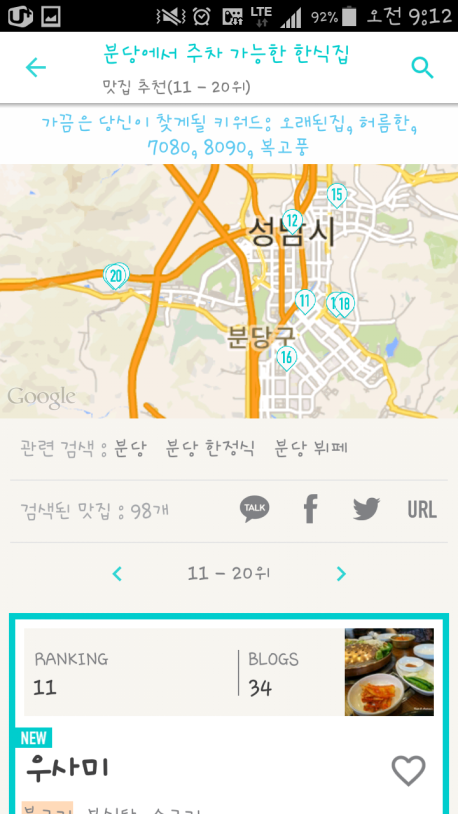 LTE 92% 오전 9:12
분당에서 주차 가능한 한식집
맛집 추천(11 – 20위)
가끔은 당신이 찾게될 키워드: 오래된집, 허름한,
7080, 8090, 복고풍
15
12
성남시
20
11
18
분당구
16
Google
관련 검색 : 분당 분당 한정식 분당 뷔페
검색된 맛집 : 98개 TALK URL
11 – 20위
RANKING BLOGS
11 34
NEW
우사미